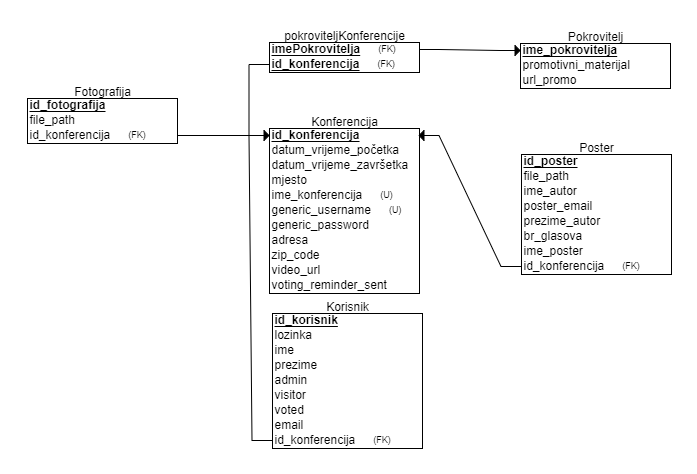 pokroviteljKonferencije
imePokrovitelja (FK)
id_konferencija (FK)
Pokrovitelj
ime_pokrovitelja
promotivni_materijal
url_promo
Fotografija
id_fotografija
file_path
id_konferencija (FK)
Konferencija
id_konferencija
datum_vrijeme_početka
datum_vrijeme_završetka
mjesto
ime_konferencija (U)
generic_username (U)
generic_password
adresa
zip_code
video_url
voting_reminder_sent
Poster
id_poster
file_path
ime_autor
poster_email
prezime_autor
br_glasova
ime_poster
id_konferencija (FK)
Korisnik
id_korisnik
lozinka
ime
prezime
admin
visitor
voted
email
id_konferencija (FK)